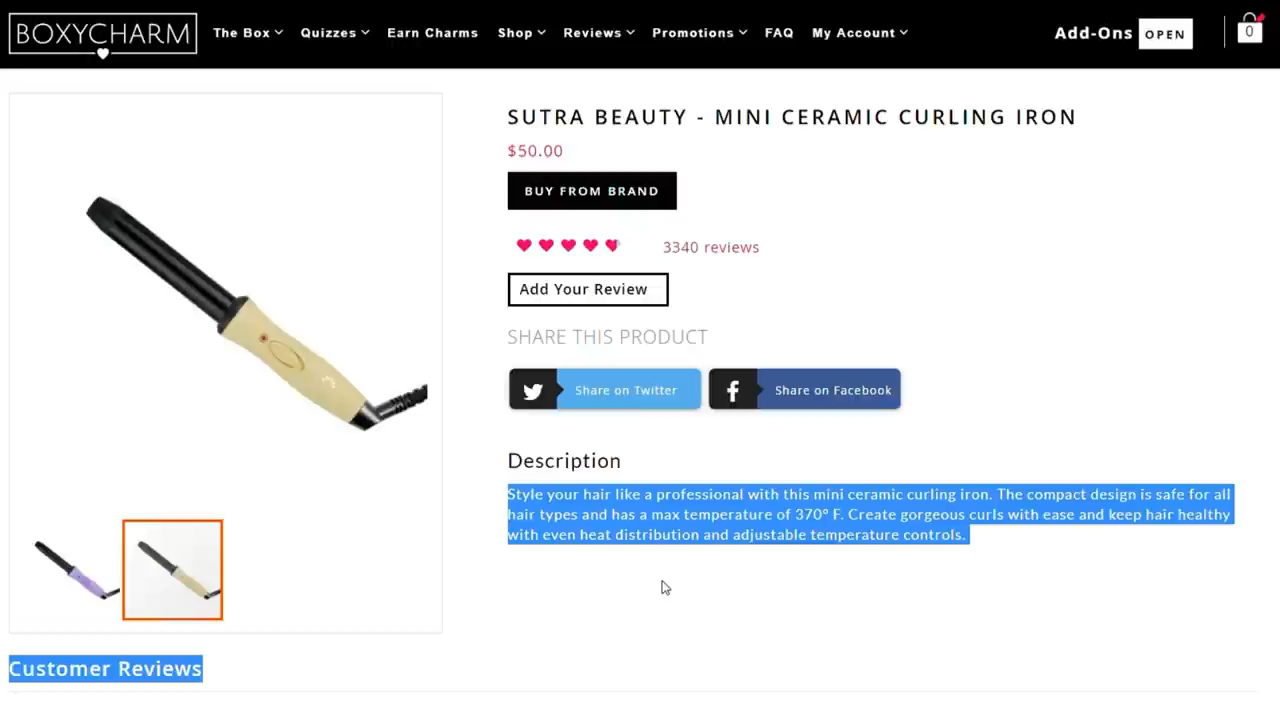 BOXYCHARM
The Box Quizzes Earn Charms Shop Reviews Promotions FAQ My Account Add-Ons OPEN 0
SUTRA BEAUTY - MINI CERAMIC CURLING IRON
$50.00
BUY FROM BRAND
3340 reviews
Add Your Review
SHARE THIS PRODUCT
Share on Twitter Share on Facebook
Description
Style your hair like a professional with this mini ceramic curling iron. The compact design is safe for all
hair types and has a max temperature of 370° F. Create gorgeous curls with ease and keep hair healthy
with even heat distribution and adjustable temperature controls.
Customer Reviews